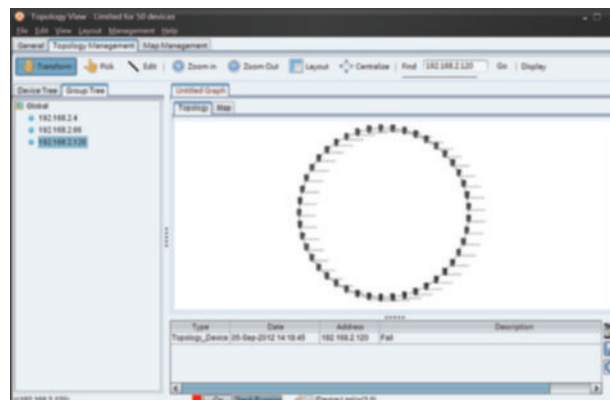 Topology View - Limited for 50 devices
File Edit View Layout Management Help
General Topology Management Map Management
Transform Pick Edit Zoom in Zoom Out Layout Centralize Find 192.168.2.120 Go Display
Device Tree Group Tree
Untitled Graph
Global
Topology Map
192.168.2.4
192.168.2.66
192.168.2.120
Type Date Address Description
Topology_Device 05-Sep-2012 14:18:45 192.168.2.120 Fail